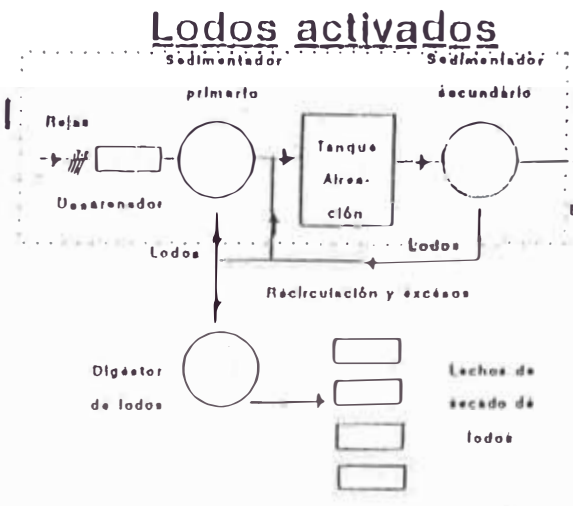 Lodos activados
Sedimentador
primario
Sedimentador
secundario
Rejas
Desarenador
Tanque
Airea-
ción
Lodos
Lodos
Recirculación y excesos
Digestor
de lodos
Lechos de
secado de
lodos